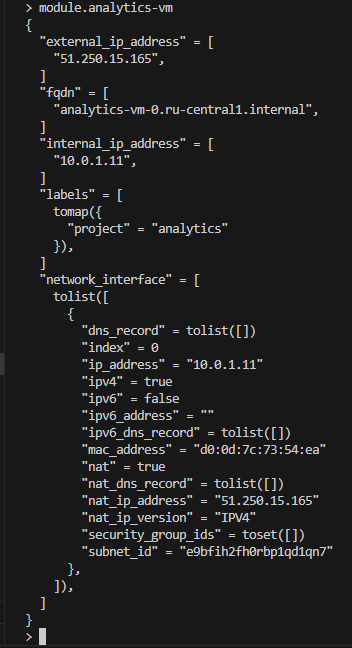 > module.analytics-vm
{
  "external_ip_address" = [
    "51.250.15.165",
  ]
  "fqdn" = [
    "analytics-vm-0.ru-central1.internal",
  ]
  "internal_ip_address" = [
    "10.0.1.11",
  ]
  "labels" = [
    tomap({
      "project" = "analytics"
    }),
  ]
  "network_interface" = [
    tolist([
      {
        "dns_record" = tolist([])
        "index" = 0
        "ip_address" = "10.0.1.11"
        "ipv4" = true
        "ipv6" = false
        "ipv6_address" = ""
        "ipv6_dns_record" = tolist([])
        "mac_address" = "d0:0d:7c:73:54:ea"
        "nat" = true
        "nat_dns_record" = tolist([])
        "nat_ip_address" = "51.250.15.165"
        "nat_ip_version" = "IPV4"
        "security_group_ids" = toset([])
        "subnet_id" = "e9bfih2fh0rbp1qd1qn7"
      },
    ]),
  ]
}
>